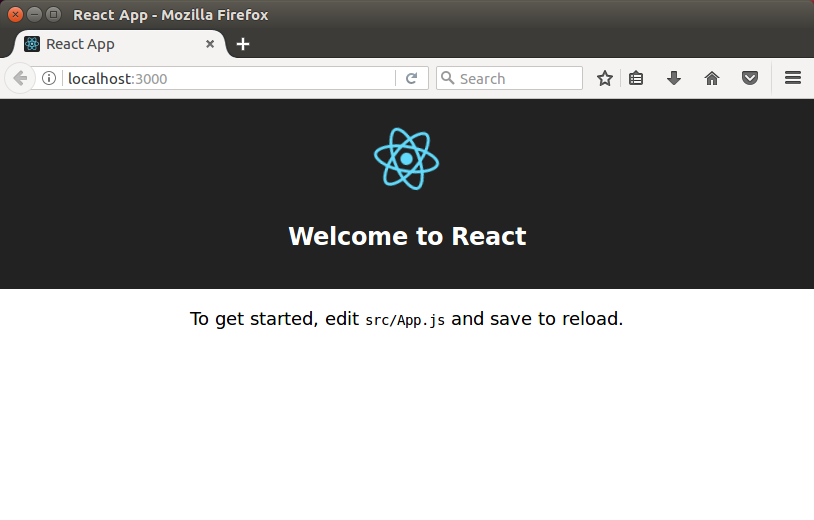 React App - Mozilla Firefox
React App
localhost:3000
Search
Welcome to React
To get started, edit src/App.js and save to reload.